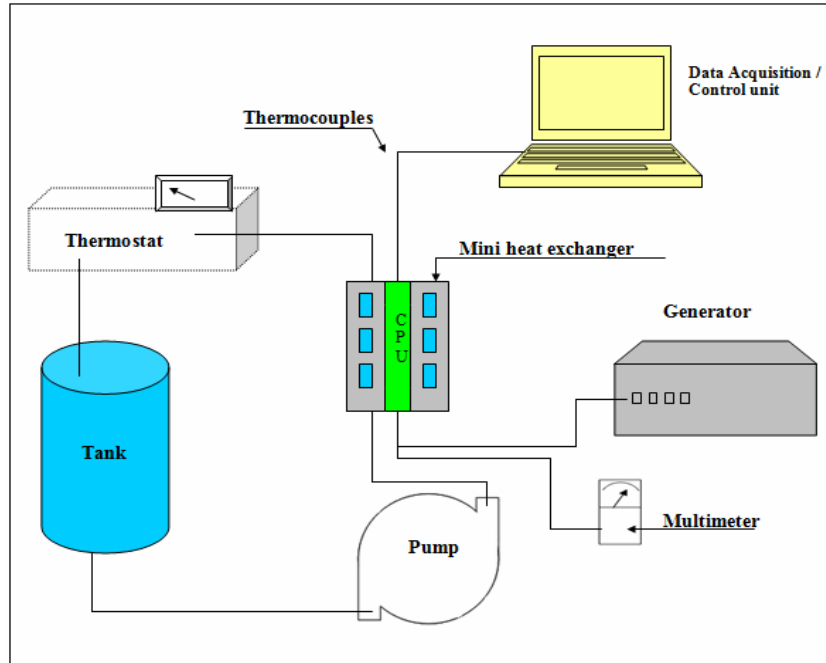 Data Acquisition /
Control unit
Thermocouples
Thermostat
Mini heat exchanger
C
P
U
Generator
Tank
Pump
Multimeter